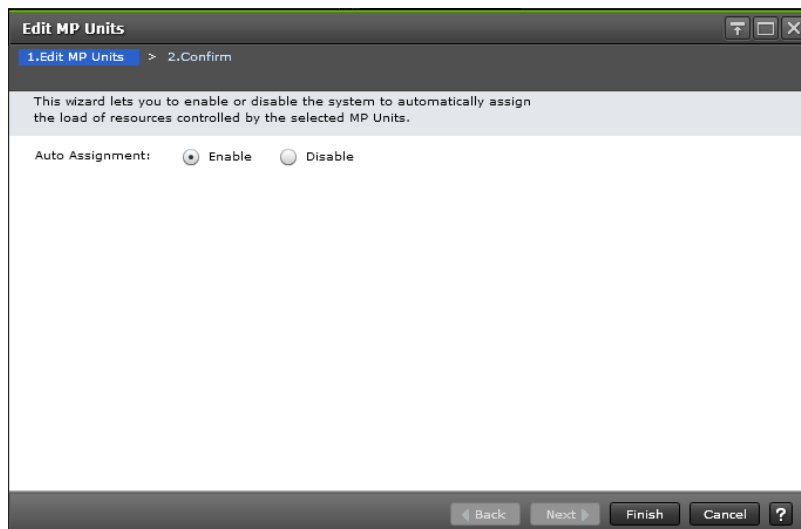 Edit MP Units
1.Edit MP Units > 2.Confirm
This wizard lets you to enable or disable the system to automatically assign
the load of resources controlled by the selected MP Units.
Auto Assignment: Enable Disable
Back Next Finish Cancel ?